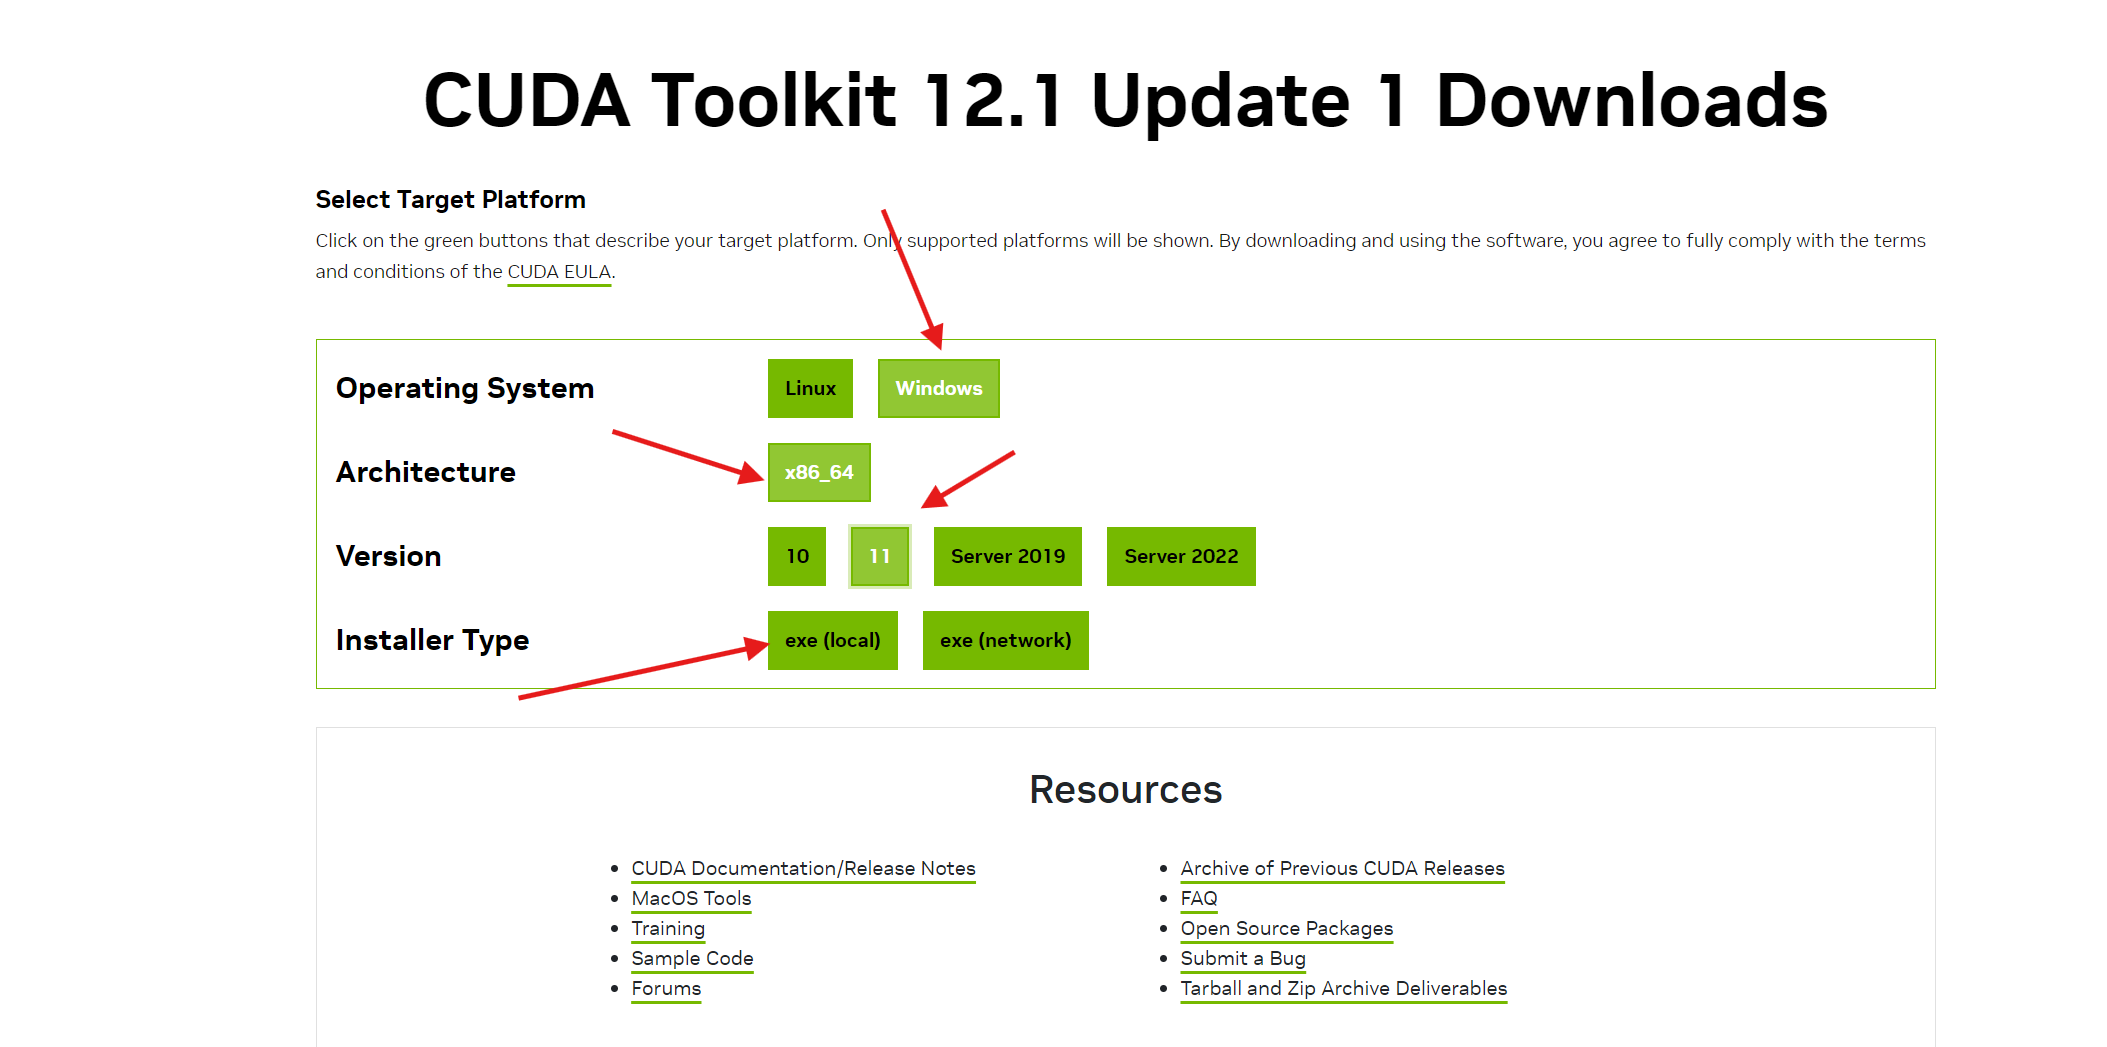 CUDA Toolkit 12.1 Update 1 Downloads
Select Target Platform
Click on the green buttons that describe your target platform. Only supported platforms will be shown. By downloading and using the software, you agree to fully comply with the terms
and conditions of the CUDA EULA.
Operating System Linux Windows
Architecture x86_64
Version 10 11 Server 2019 Server 2022
Installer Type exe (local) exe (network)
Resources
CUDA Documentation/Release Notes
MacOS Tools
Training
Sample Code
Forums
Archive of Previous CUDA Releases
FAQ
Open Source Packages
Submit a Bug
Tarball and Zip Archive Deliverables